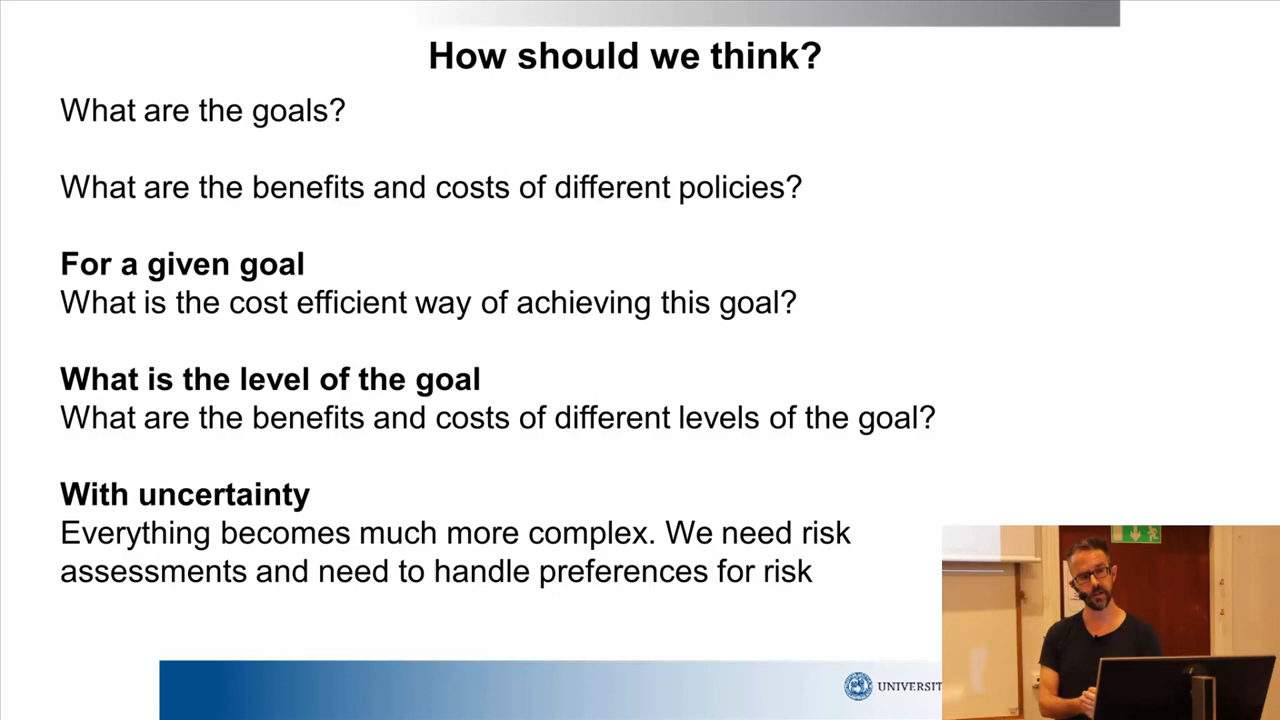 How should we think?
What are the goals?
What are the benefits and costs of different policies?
For a given goal
What is the cost efficient way of achieving this goal?
What is the level of the goal
What are the benefits and costs of different levels of the goal?
With uncertainty
Everything becomes much more complex. We need risk
assessments and need to handle preferences for risk
UNIVERSIT